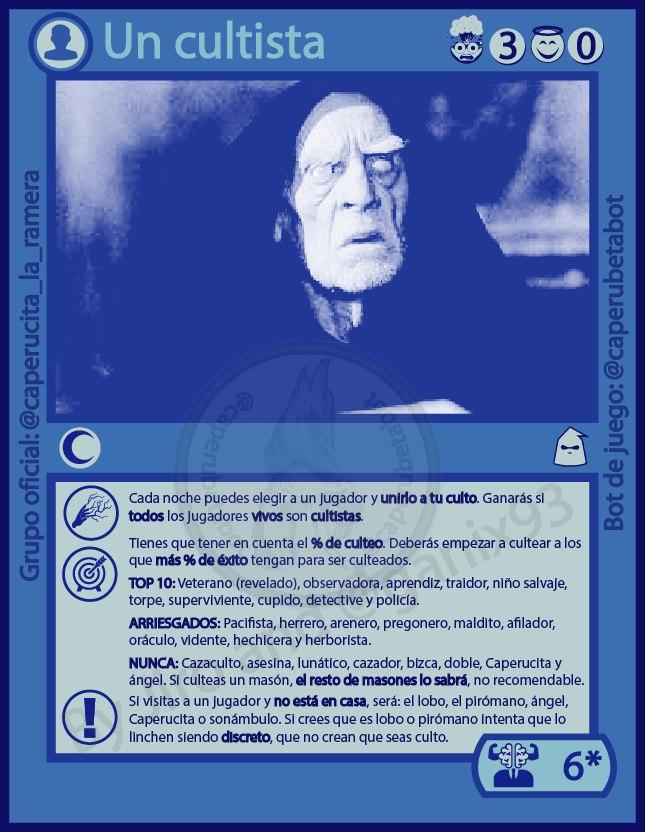 Un cultista
3
0
Grupo oficial: @caperucita_la_ramera
Bot de juego: @caperubetabot
Cada noche puedes elegir a un jugador y unirlo a tu culto. Ganarás si
todos los jugadores vivos son cultistas.
Tienes que tener en cuenta el % de culteo. Deberás empezar a cultear a los
que más % de éxito tengan para ser culteados.
TOP 10: Veterano (revelado), observadora, aprendiz, traidor, niño salvaje,
torpe, superviviente, cupido, detective y policía.
ARRIESGADOS: Pacifista, herrero, arenero, pregonero, maldito, afilador,
oráculo, vidente, hechicera y herborista.
NUNCA: Cazaculto, asesina, lunático, cazador, bizca, doble, Caperucita y
ángel. Si culteas un masón, el resto de masones lo sabrá, no recomendable.
Si visitas a un jugador y no está en casa, será: el lobo, el pirómano, ángel,
Caperucita o sonámbulo. Si crees que es lobo o pirómano intenta que lo
linchen siendo discreto, que no crean que seas culto.
6*